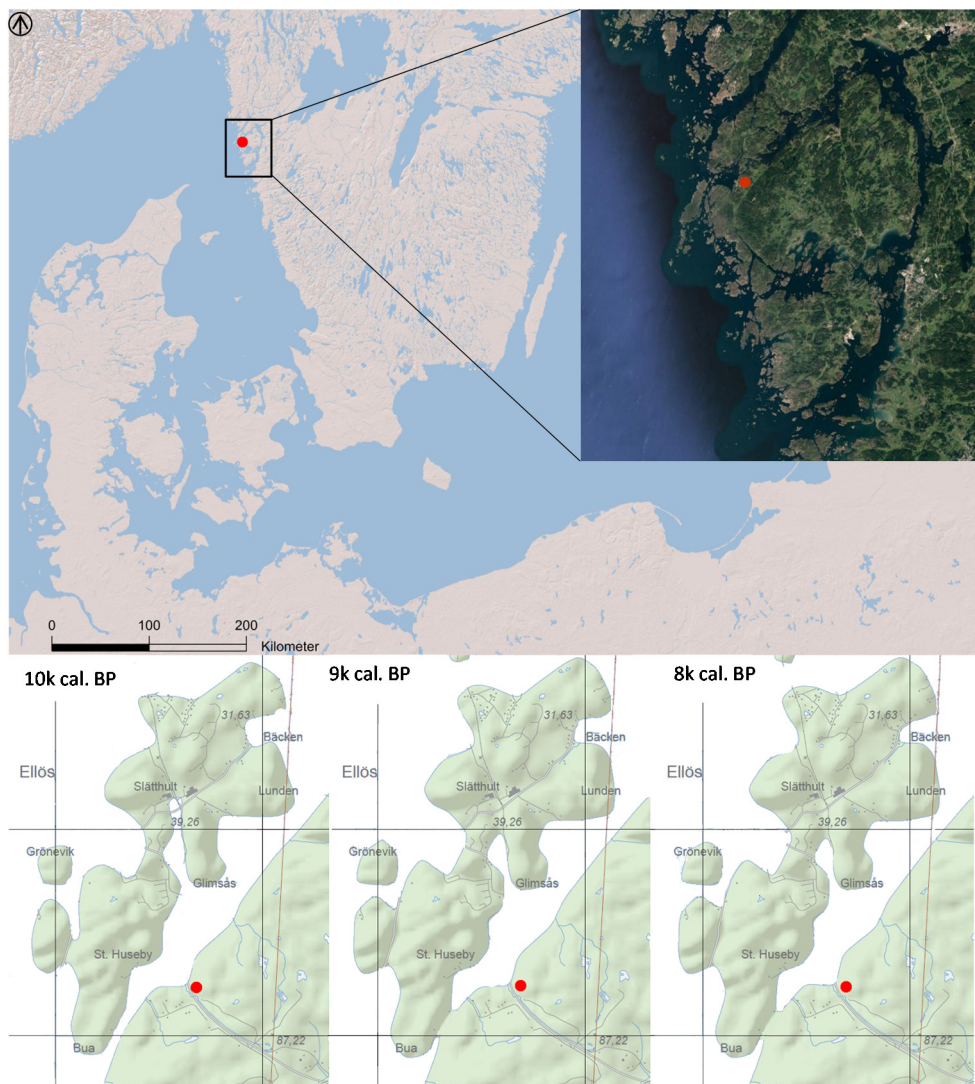 0 100 200
Kilometer
10k cal. BP
9k cal. BP
8k cal. BP
31,63
Bäcken
Ellös
Slätthult
Lunden
39,26
Grönevik
Glimsås
St. Huseby
87,22
Bua
31,63
Bäcken
Ellös
Slätthult
Lunden
39,26
Grönevik
Glimsås
St. Huseby
87,22
Bua
31,63
Bäcken
Ellös
Slätthult
Lunden
39,26
Grönevik
Glimsås
St. Huseby
87,22
Bua